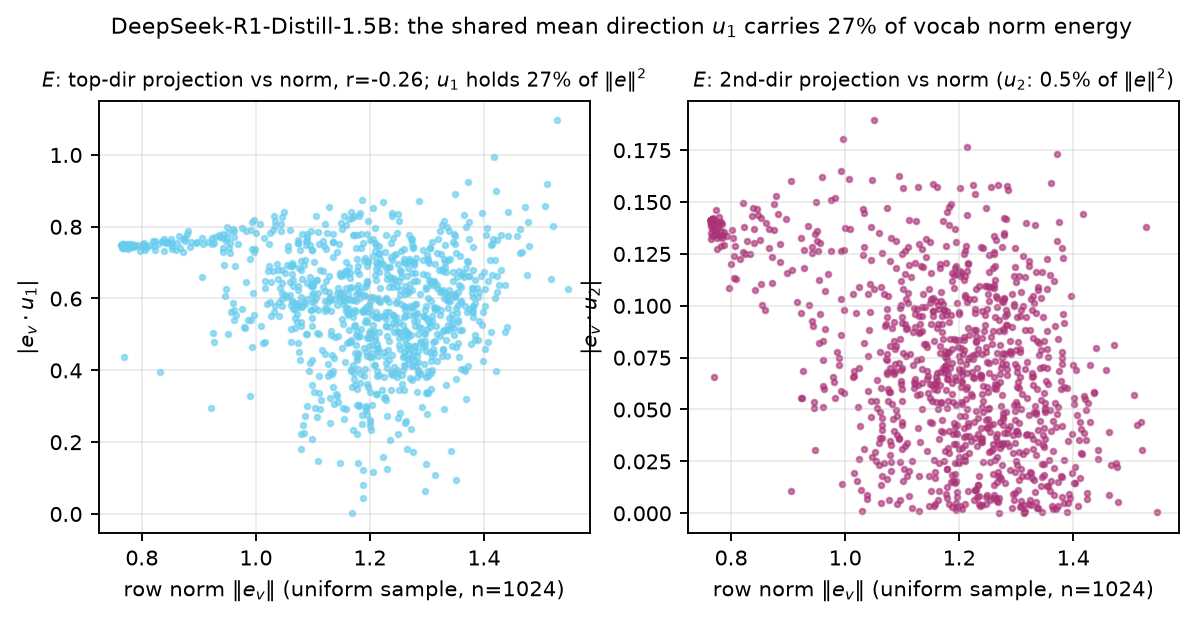 DeepSeek-R1-Distill-1.5B: the shared mean direction u₁ carries 27% of vocab norm energy
E: top-dir projection vs norm, r=-0.26; u₁ holds 27% of ‖e‖²
E: 2nd-dir projection vs norm (u₂: 0.5% of ‖e‖²)
|eᵥ · u₁|
1.0
0.8
0.6
0.4
0.2
0.0
0.8 1.0 1.2 1.4
row norm ‖eᵥ‖ (uniform sample, n=1024)
|eᵥ · u₂|
0.175
0.150
0.125
0.100
0.075
0.050
0.025
0.000
0.8 1.0 1.2 1.4
row norm ‖eᵥ‖ (uniform sample, n=1024)